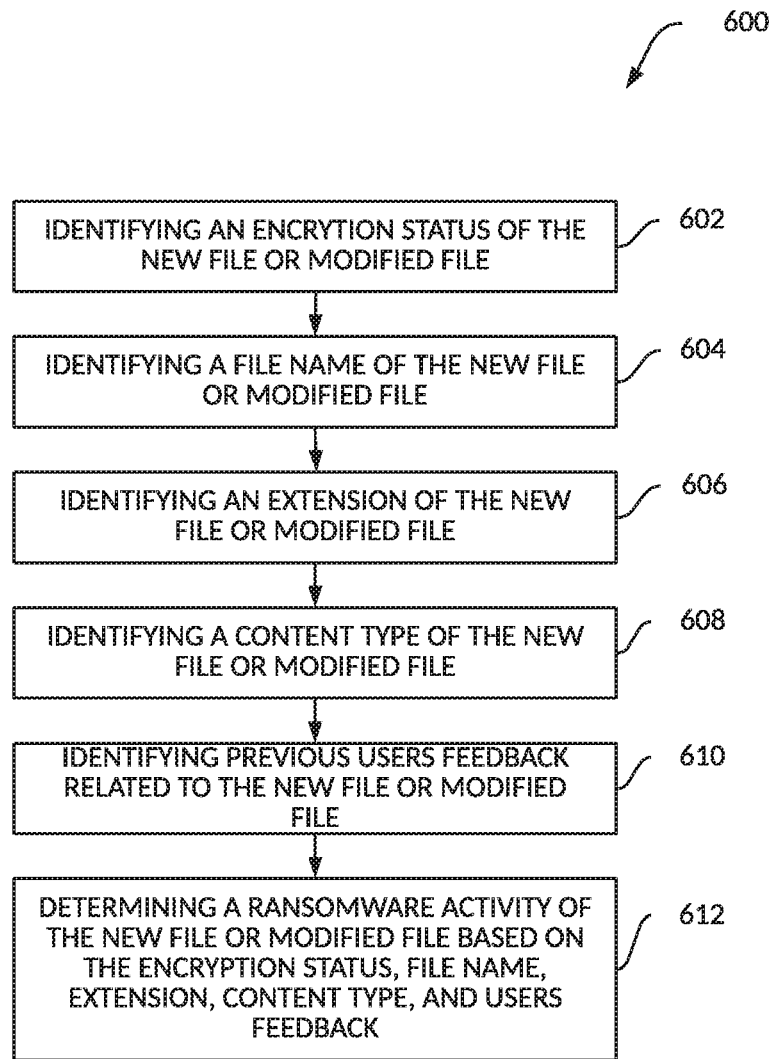 600
IDENTIFYING AN ENCRYTION STATUS OF THE
NEW FILE OR MODIFIED FILE
602
IDENTIFYING A FILE NAME OF THE NEW FILE
OR MODIFIED FILE
604
IDENTIFYING AN EXTENSION OF THE NEW
FILE OR MODIFIED FILE
606
IDENTIFYING A CONTENT TYPE OF THE NEW
FILE OR MODIFIED FILE
608
IDENTIFYING PREVIOUS USERS FEEDBACK
RELATED TO THE NEW FILE OR MODIFIED
FILE
610
DETERMINING A RANSOMWARE ACTIVITY OF
THE NEW FILE OR MODIFIED FILE BASED ON
THE ENCRYPTION STATUS, FILE NAME,
EXTENSION, CONTENT TYPE, AND USERS
FEEDBACK
612